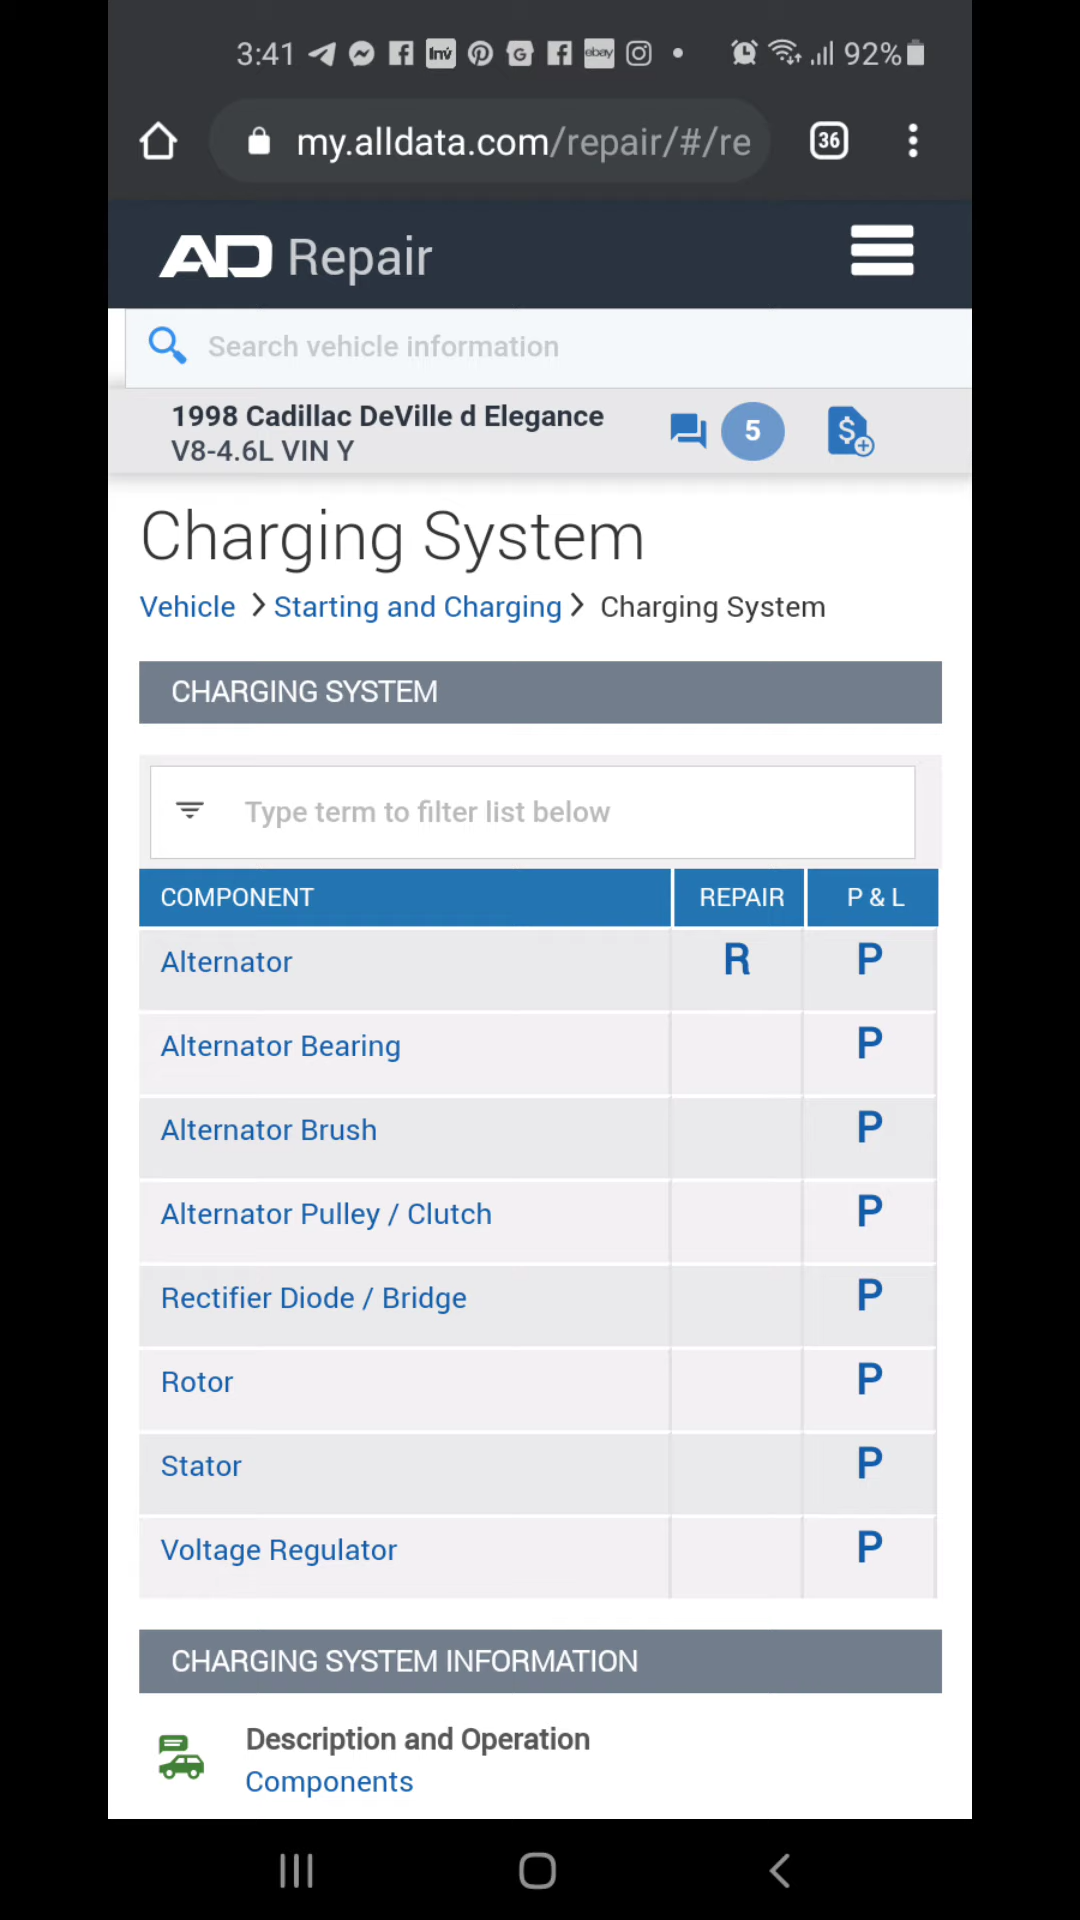 3:41 Inv G ebay 92%
my.alldata.com/repair/#/re 36
AD Repair
Search vehicle information
1998 Cadillac DeVille d Elegance
V8-4.6L VIN Y
5 $
Charging System
Vehicle > Starting and Charging > Charging System
CHARGING SYSTEM
Type term to filter list below
COMPONENT REPAIR P & L
Alternator R P
Alternator Bearing P
Alternator Brush P
Alternator Pulley / Clutch P
Rectifier Diode / Bridge P
Rotor P
Stator P
Voltage Regulator P
CHARGING SYSTEM INFORMATION
Description and Operation
Components